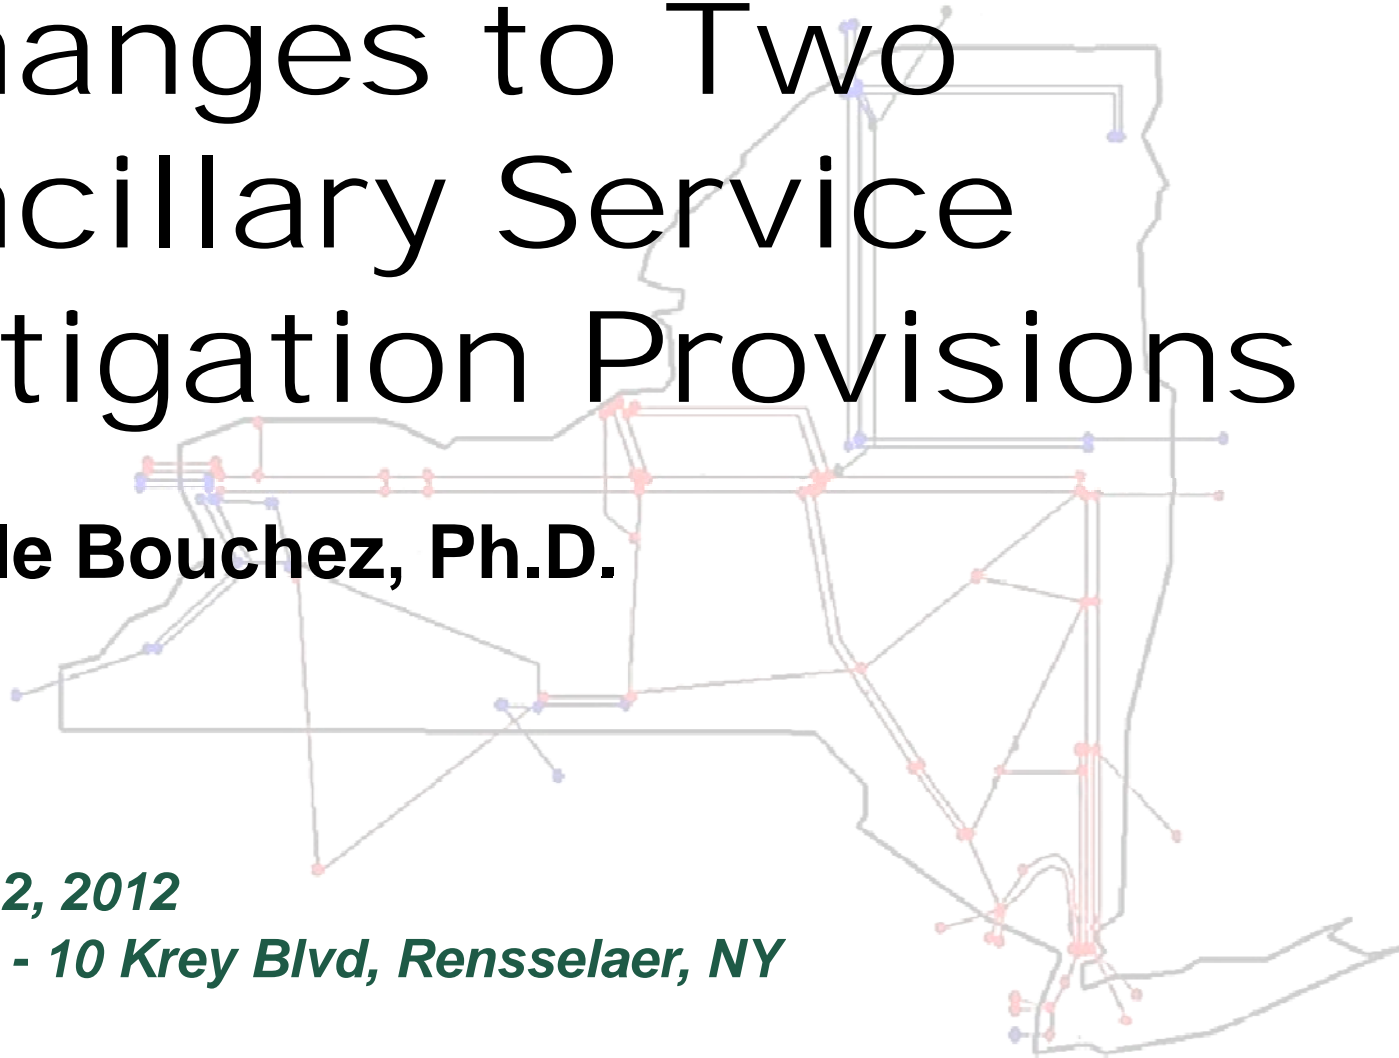 hanges to Two
ncillary Service
tigation Provisions
le Bouchez, Ph.D.
2, 2012
- 10 Krey Blvd, Rensselaer, NY